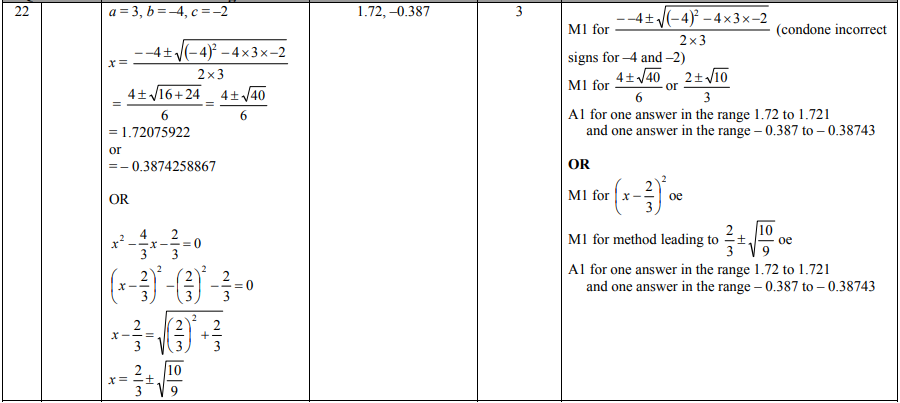 22
a = 3, b = –4, c = –2
x = (– –4 ± √((– 4)² – 4 × 3 × –2)) / (2 × 3)
= (4 ± √(16 + 24)) / 6 = (4 ± √40) / 6
= 1.72075922
or
= – 0.3874258867
OR
x² – 4/3 x – 2/3 = 0
(x – 2/3)² – (2/3)² – 2/3 = 0
x – 2/3 = √((2/3)² + 2/3)
x = 2/3 ± √(10/9)
1.72, –0.387
3
M1 for (– –4 ± √((–4)² – 4 × 3 × –2)) / (2 × 3) (condone incorrect
signs for –4 and –2)
M1 for (4 ± √40) / 6 or (2 ± √10) / 3
A1 for one answer in the range 1.72 to 1.721
and one answer in the range – 0.387 to – 0.38743
OR
M1 for (x – 2/3)² oe
M1 for method leading to 2/3 ± √(10/9) oe
A1 for one answer in the range 1.72 to 1.721
and one answer in the range – 0.387 to – 0.38743